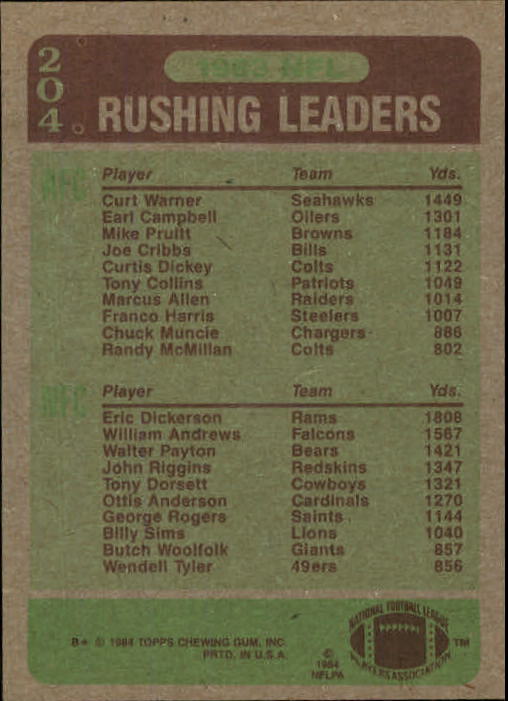 204.
1983 NFL
RUSHING LEADERS
AFC
Player Team Yds.
Curt Warner Seahawks 1449
Earl Campbell Oilers 1301
Mike Pruitt Browns 1184
Joe Cribbs Bills 1131
Curtis Dickey Colts 1122
Tony Collins Patriots 1049
Marcus Allen Raiders 1014
Franco Harris Steelers 1007
Chuck Muncie Chargers 886
Randy McMillan Colts 802
NFC
Player Team Yds.
Eric Dickerson Rams 1808
William Andrews Falcons 1567
Walter Payton Bears 1421
John Riggins Redskins 1347
Tony Dorsett Cowboys 1321
Ottis Anderson Cardinals 1270
George Rogers Saints 1144
Billy Sims Lions 1040
Butch Woolfolk Giants 857
Wendell Tyler 49ers 856
B* © 1984 TOPPS CHEWING GUM, INC.
PRTD. IN U.S.A.
© 1984 NFLPA
NATIONAL FOOTBALL LEAGUE
PLAYERS ASSOCIATION
TM